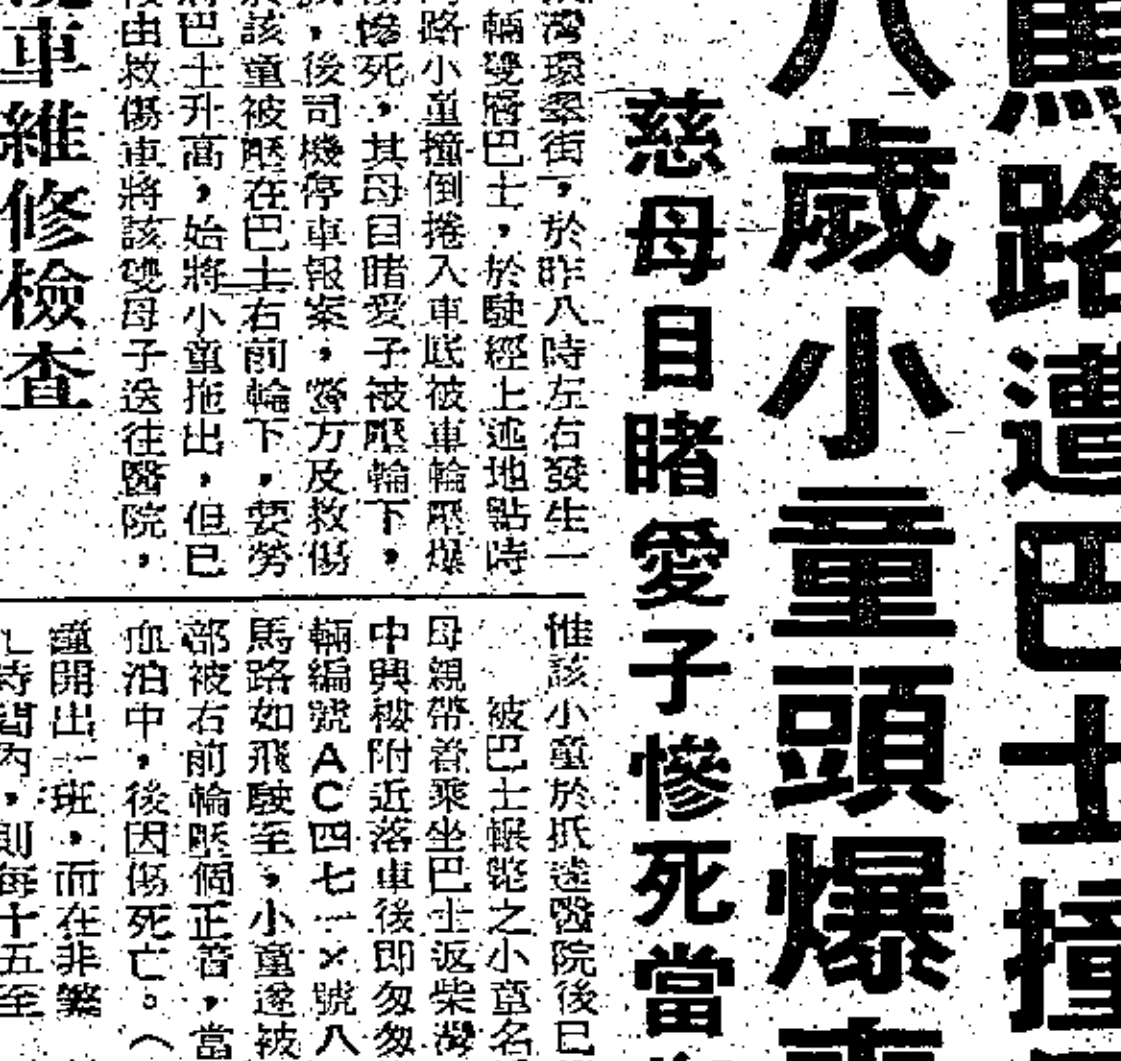 馬路遭巴士撞
八歲小童頭爆
慈母目睹愛子慘死當
灣環翠街,於昨八時左右發生一
輛雙層巴士,於駛經上述地點時
路小童撞倒捲入車底被車輪壓爆
慘死,其母目睹愛子被壓輪下,
,後司機停車報案,警方及救傷
該童被壓在巴士右前輪下,要勞
將巴士升高,始將小童拖出,但已
由救傷車將該雙母子送往醫院,
車維修檢查
惟該小童於抵達醫院後已
被巴士輾斃之小童名
母親帶着乘坐巴士返柴灣
中興樓附近落車後即匆匆
輛編號AC四七一×號八
馬路如飛駛至,小童遂被
部被右前輪壓個正着,當
血泊中,後因傷死亡。(
鐘開出一班,而在非繁
時間內,則每十五至